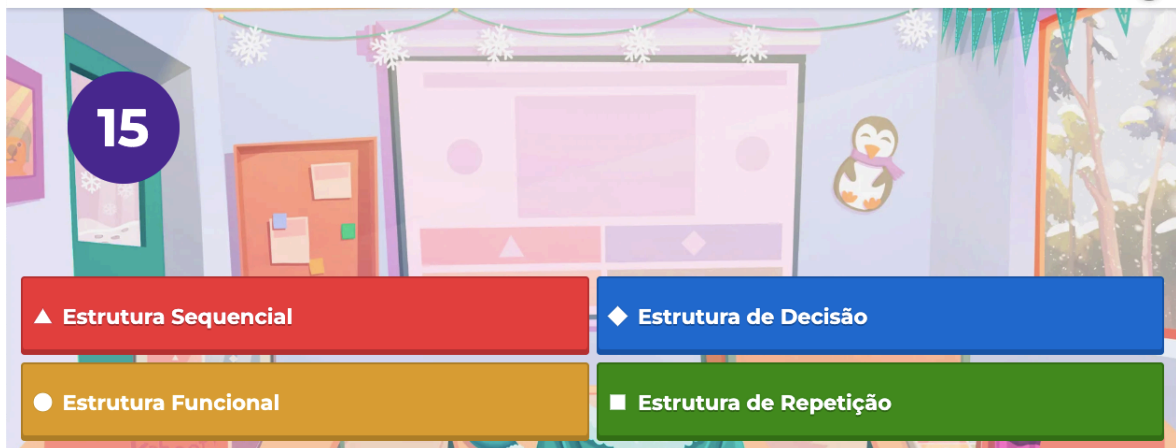 15
Estrutura Sequencial
Estrutura de Decisão
Estrutura Funcional
Estrutura de Repetição